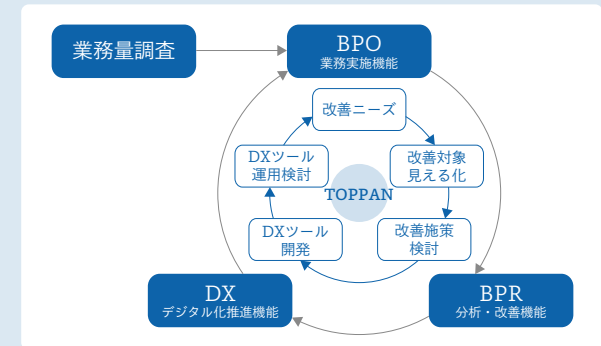 業務量調査
BPO
業務実施機能
改善ニーズ
DXツール
運用検討
改善対象
見える化
TOPPAN
DXツール
開発
改善施策
検討
DX
デジタル化推進機能
BPR
分析・改善機能